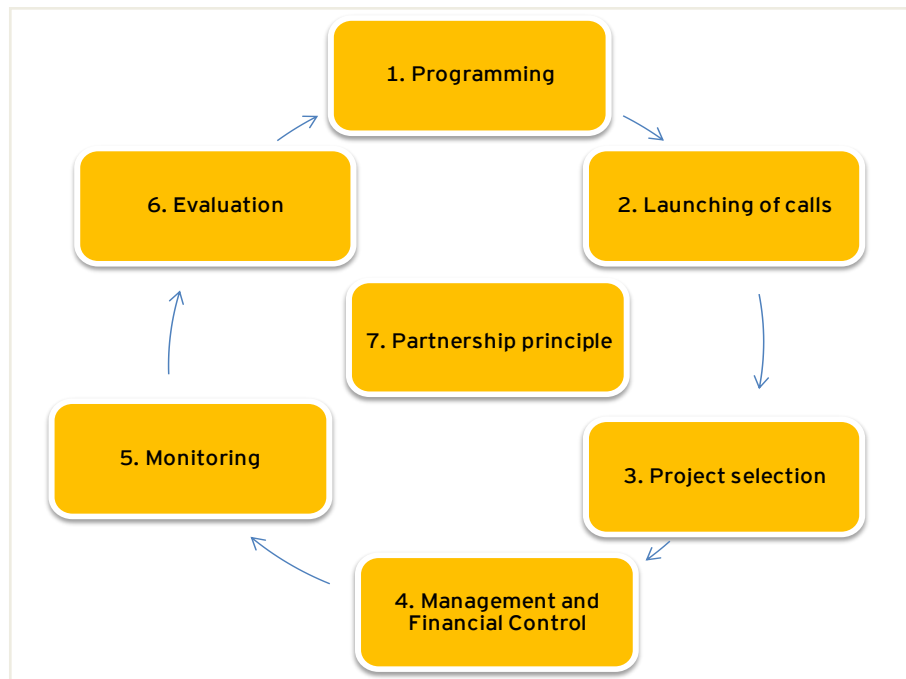 1. Programming
2. Launching of calls
3. Project selection
4. Management and
Financial Control
5. Monitoring
6. Evaluation
7. Partnership principle